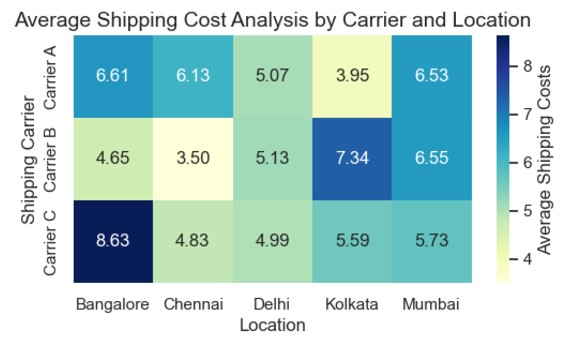 Average Shipping Cost Analysis by Carrier and Location
Shipping Carrier
Carrier A
6.61 6.13 5.07 3.95 6.53
Carrier B
4.65 3.50 5.13 7.34 6.55
Carrier C
8.63 4.83 4.99 5.59 5.73
Bangalore Chennai Delhi Kolkata Mumbai
Location
8
7
6
5
4
Average Shipping Costs